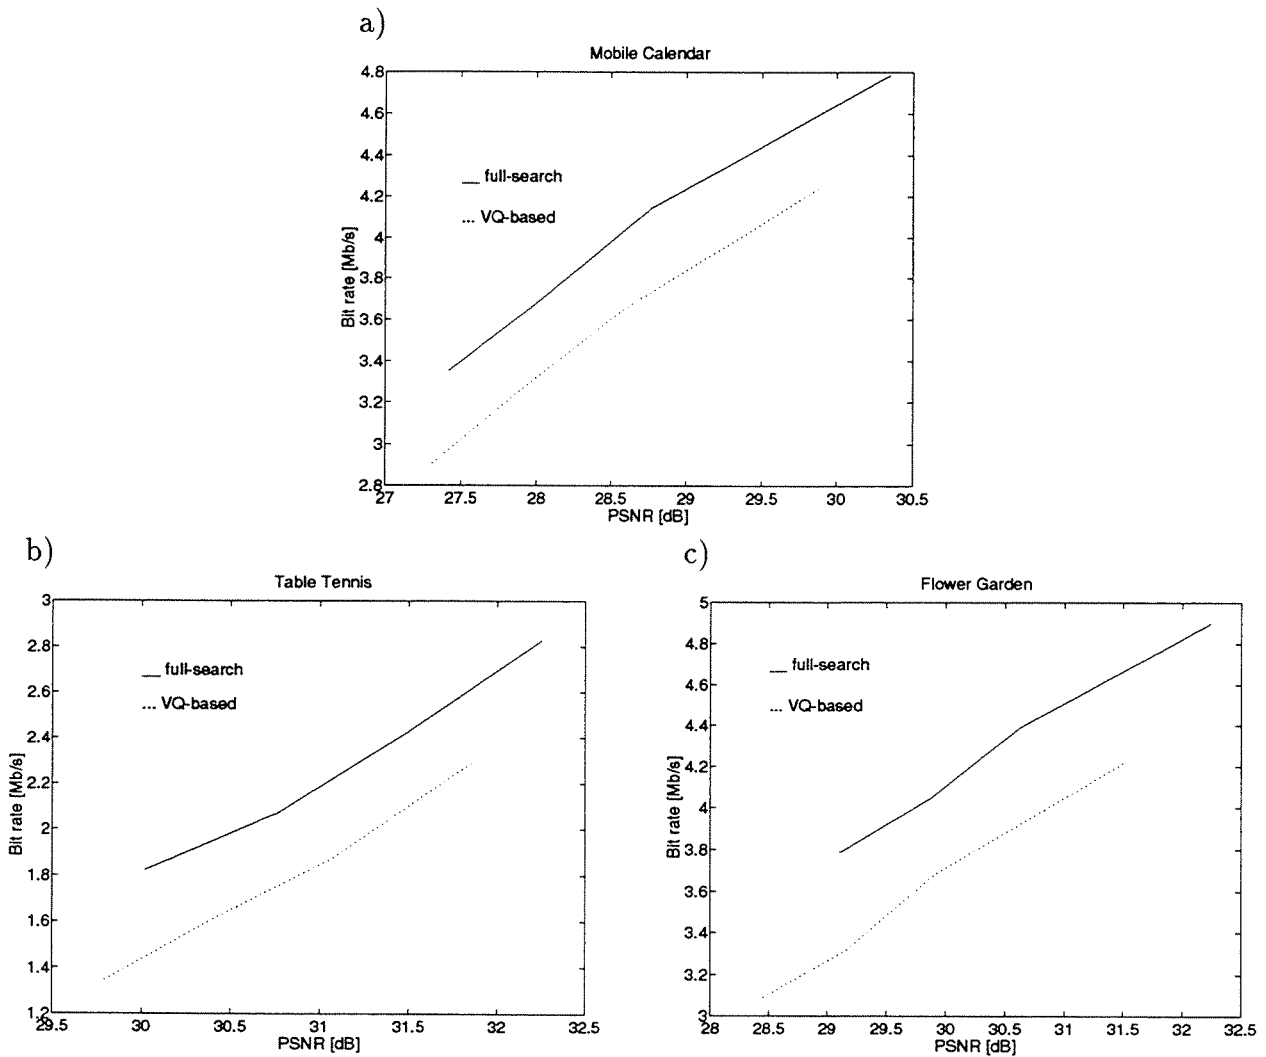 a)
Mobile Calendar
4.8
4.6
4.4
4.2
4
3.8
3.6
3.4
3.2
3
2.8
Bit rate [Mb/s]
full-search
VQ-based
27 27.5 28 28.5 29 29.5 30 30.5
PSNR [dB]
b)
Table Tennis
3
2.8
2.6
2.4
2.2
2
1.8
1.6
1.4
1.2
Bit rate [Mb/s]
full-search
VQ-based
29.5 30 30.5 31 31.5 32 32.5
PSNR [dB]
c)
Flower Garden
5
4.8
4.6
4.4
4.2
4
3.8
3.6
3.4
3.2
3
Bit rate [Mb/s]
full-search
VQ-based
28 28.5 29 29.5 30 30.5 31 31.5 32 32.5
PSNR [dB]